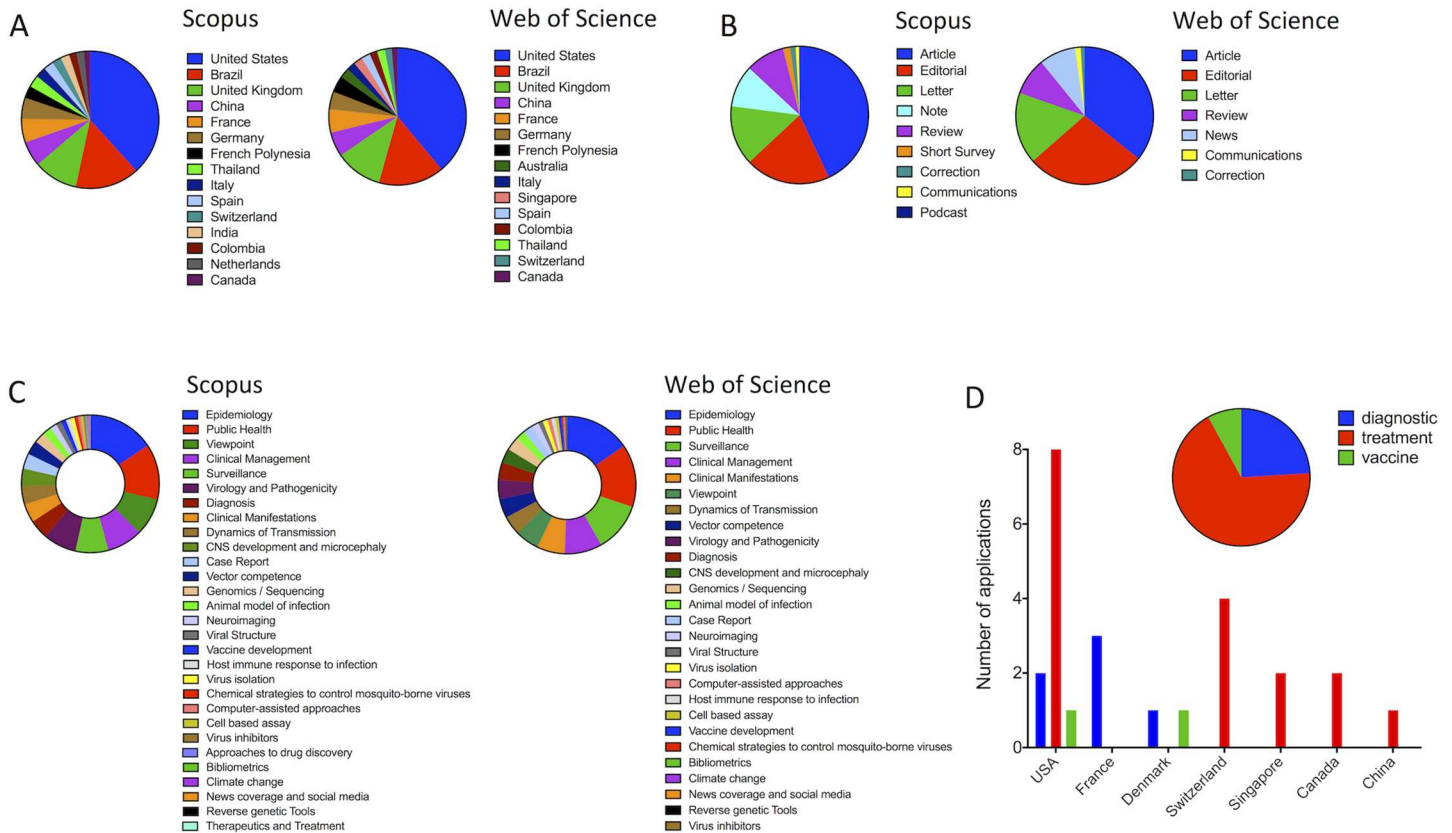 A
Scopus
United States
Brazil
United Kingdom
China
France
Germany
French Polynesia
Thailand
Italy
Spain
Switzerland
India
Colombia
Netherlands
Canada
Web of Science
United States
Brazil
United Kingdom
China
France
Germany
French Polynesia
Australia
Italy
Singapore
Spain
Colombia
Thailand
Switzerland
Canada
B
Scopus
Article
Editorial
Letter
Note
Review
Short Survey
Correction
Communications
Podcast
Web of Science
Article
Editorial
Letter
Review
News
Communications
Correction
C
Scopus
Epidemiology
Public Health
Viewpoint
Clinical Management
Surveillance
Virology and Pathogenicity
Diagnosis
Clinical Manifestations
Dynamics of Transmission
CNS development and microcephaly
Case Report
Vector competence
Genomics / Sequencing
Animal model of infection
Neuroimaging
Viral Structure
Vaccine development
Host immune response to infection
Virus isolation
Chemical strategies to control mosquito-borne viruses
Computer-assisted approaches
Cell based assay
Virus inhibitors
Approaches to drug discovery
Bibliometrics
Climate change
News coverage and social media
Reverse genetic Tools
Therapeutics and Treatment
Web of Science
Epidemiology
Public Health
Surveillance
Clinical Management
Clinical Manifestations
Viewpoint
Dynamics of Transmission
Vector competence
Virology and Pathogenicity
Diagnosis
CNS development and microcephaly
Genomics / Sequencing
Animal model of infection
Case Report
Neuroimaging
Viral Structure
Virus isolation
Computer-assisted approaches
Host immune response to infection
Cell based assay
Vaccine development
Chemical strategies to control mosquito-borne viruses
Bibliometrics
Climate change
News coverage and social media
Reverse genetic Tools
Virus inhibitors
D
diagnostic
treatment
vaccine
Number of applications
8
6
4
2
0
USA
France
Denmark
Switzerland
Singapore
Canada
China